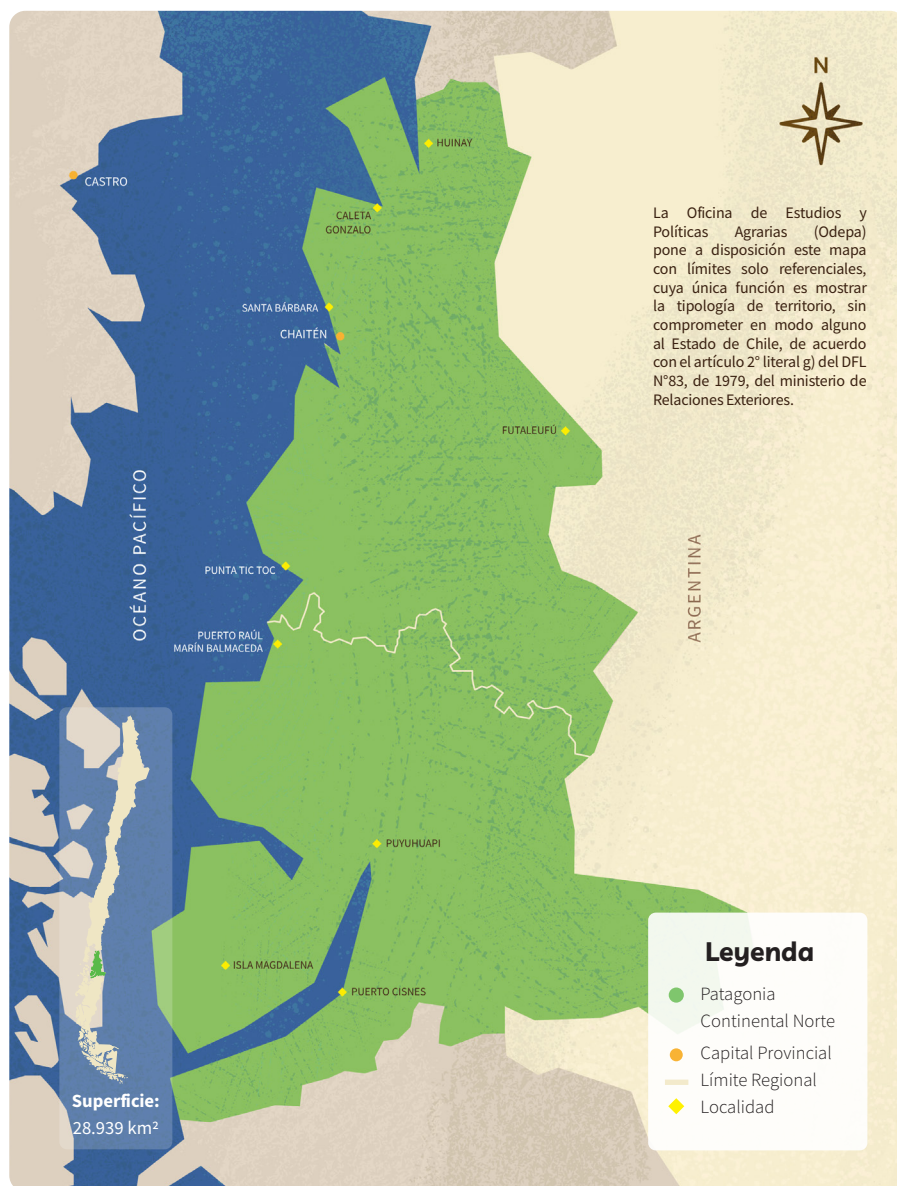 N
HUINAY
CASTRO
CALETA
GONZALO
La Oficina de Estudios y
Políticas Agrarias (Odepa)
pone a disposición este mapa
con límites solo referenciales,
cuya única función es mostrar
la tipología de territorio, sin
comprometer en modo alguno
al Estado de Chile, de acuerdo
con el artículo 2° literal g) del DFL
N°83, de 1979, del ministerio de
Relaciones Exteriores.
SANTA BÁRBARA
CHAITÉN
FUTALEUFÚ
OCÉANO PACÍFICO
ARGENTINA
PUNTA TIC TOC
PUERTO RAÚL
MARÍN BALMACEDA
PUYUHUAPI
ISLA MAGDALENA
PUERTO CISNES
Superficie:
28.939 km²
Leyenda
Patagonia
Continental Norte
Capital Provincial
Límite Regional
Localidad